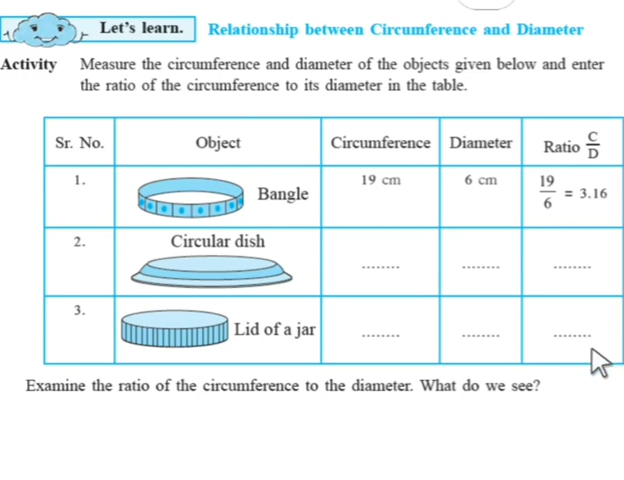 Let's learn. Relationship between Circumference and Diameter
Activity Measure the circumference and diameter of the objects given below and enter
the ratio of the circumference to its diameter in the table.
Sr. No. Object Circumference Diameter Ratio C/D
1. Bangle 19 cm 6 cm 19/6 = 3.16
2. Circular dish ........ ........ ........
3. Lid of a jar ........ ........ ........
Examine the ratio of the circumference to the diameter. What do we see?